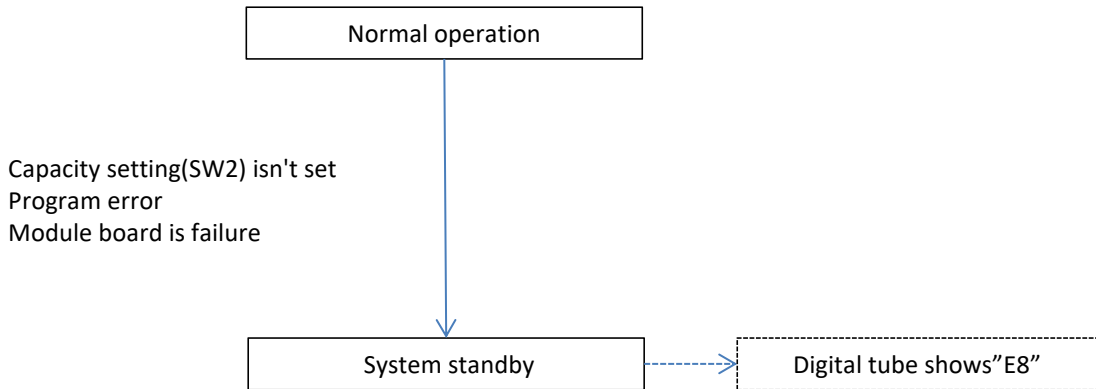 Normal operation
Capacity setting(SW2) isn't set
Program error
Module board is failure
System standby
Digital tube shows”E8”